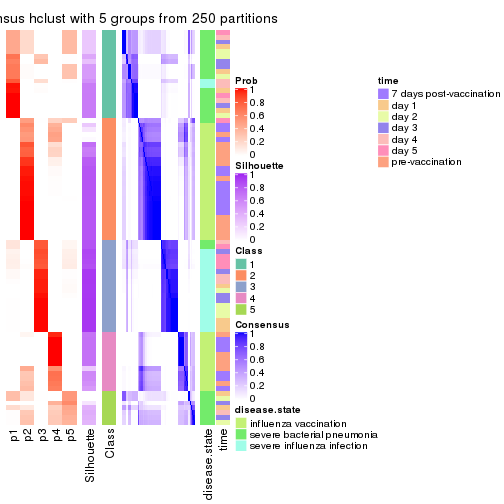 nsus hclust with 5 groups from 250 partitions
Prob
1
0.8
0.6
0.4
0.2
0
Silhouette
1
0.8
0.6
0.4
0.2
0
Class
1
2
3
4
5
Consensus
1
0.8
0.6
0.4
0.2
0
disease.state
influenza vaccination
severe bacterial pneumonia
severe influenza infection
time
7 days post-vaccination
day 1
day 2
day 3
day 4
day 5
pre-vaccination
p1
p2
p3
p4
p5
Silhouette
Class
disease.state
time